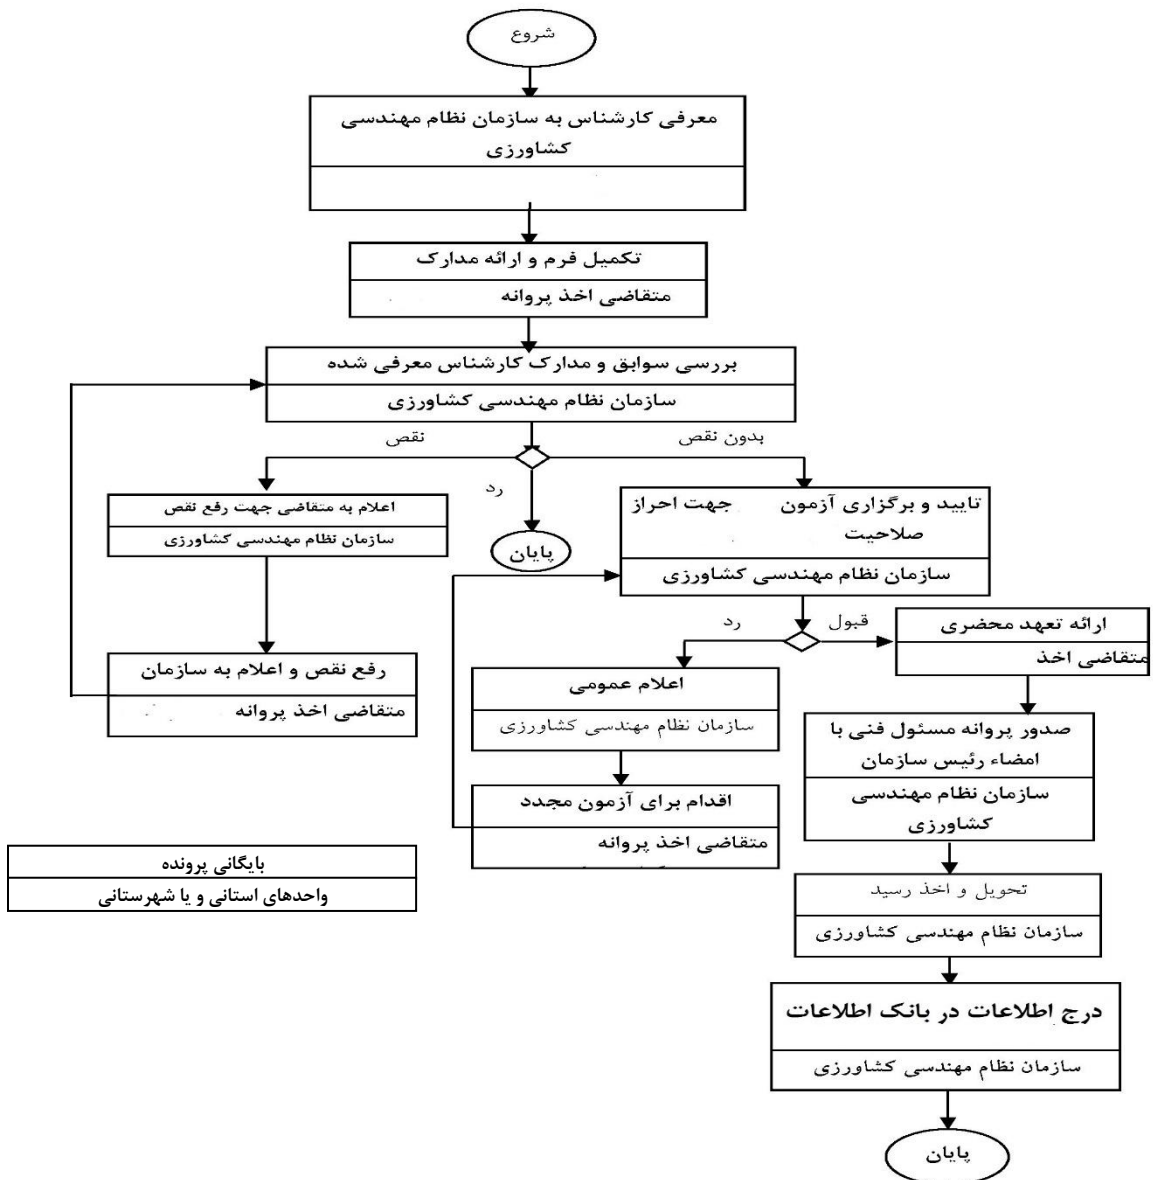 شروع
معرفی کارشناس به سازمان نظام مهندسی
کشاورزی
تکمیل فرم و ارائه مدارک
متقاضی اخذ پروانه
بررسی سوابق و مدارک کارشناس معرفی شده
سازمان نظام مهندسی کشاورزی
بدون نقص
نقص
رد
تایید و برگزاری آزمون جهت احراز
صلاحیت
سازمان نظام مهندسی کشاورزی
پایان
اعلام به متقاضی جهت رفع نقص
سازمان نظام مهندسی کشاورزی
رفع نقص و اعلام به سازمان
متقاضی اخذ پروانه
قبول
رد
ارائه تعهد محضری
متقاضی اخذ
اعلام عمومی
سازمان نظام مهندسی کشاورزی
صدور پروانه مسئول فنی با
امضاء رئیس سازمان
سازمان نظام مهندسی
کشاورزی
اقدام برای آزمون مجدد
متقاضی اخذ پروانه
بایگانی پرونده
واحدهای استانی و یا شهرستانی
تحویل و اخذ رسید
سازمان نظام مهندسی کشاورزی
درج اطلاعات در بانک اطلاعات
سازمان نظام مهندسی کشاورزی
پایان